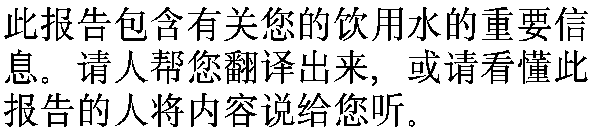 此报告包含有关您的饮用水的重要信
息。请人帮您翻译出来，或请看懂此
报告的人将内容说给您听。